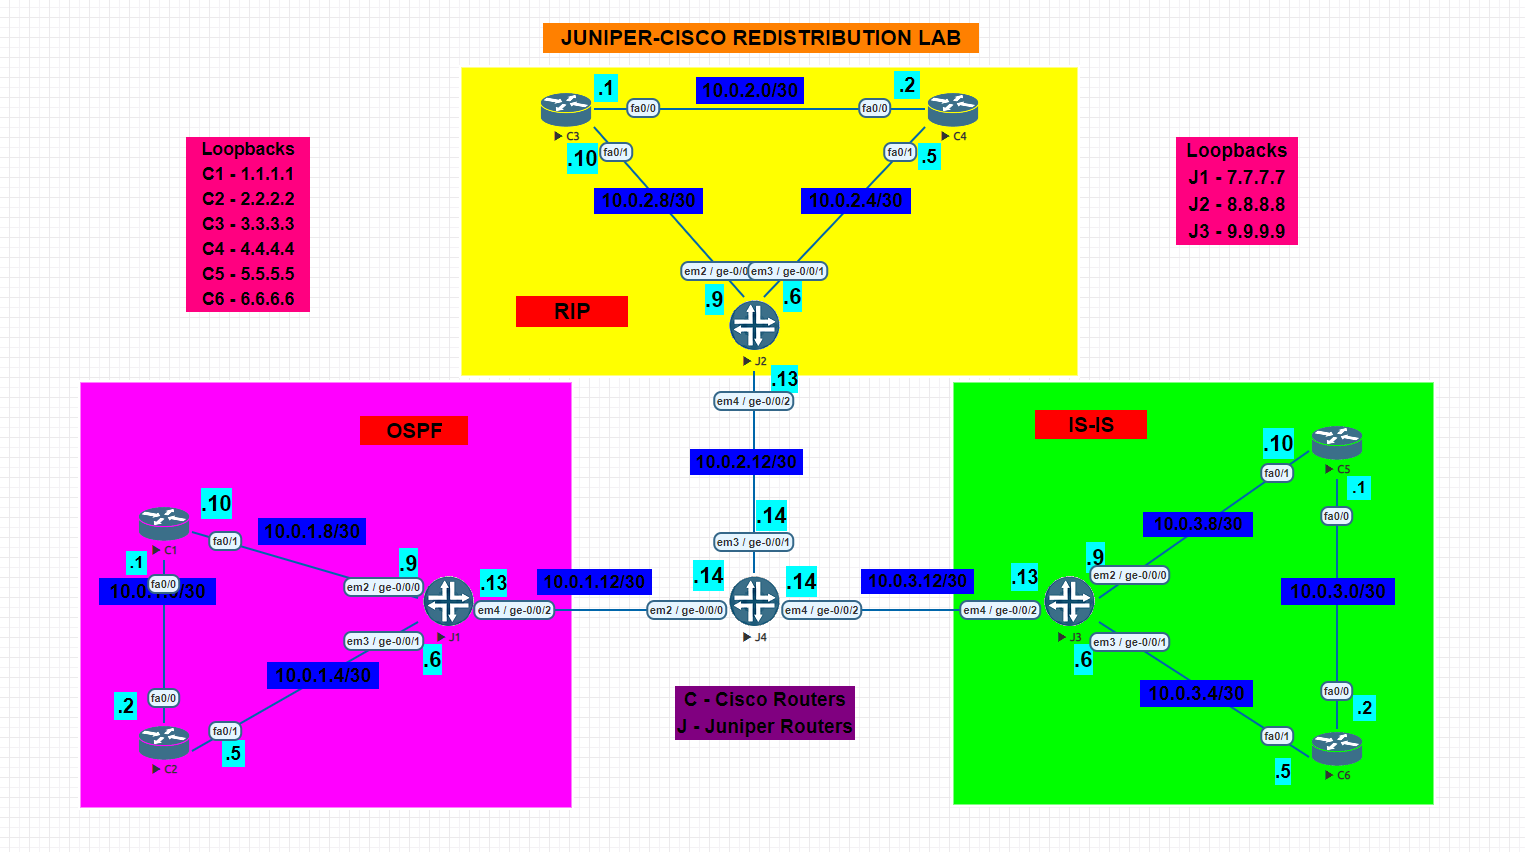 JUNIPER-CISCO REDISTRIBUTION LAB
.1
10.0.2.0/30
.2
fa0/0
fa0/0
C3
C4
fa0/1
fa0/1
.10
.5
10.0.2.8/30
10.0.2.4/30
em2 / ge-0/0
em3 / ge-0/0/1
.9
.6
RIP
J2
Loopbacks
C1 - 1.1.1.1
C2 - 2.2.2.2
C3 - 3.3.3.3
C4 - 4.4.4.4
C5 - 5.5.5.5
C6 - 6.6.6.6
Loopbacks
J1 - 7.7.7.7
J2 - 8.8.8.8
J3 - 9.9.9.9
.13
em4 / ge-0/0/2
10.0.2.12/30
.14
em3 / ge-0/0/1
OSPF
.10
10.0.1.8/30
fa0/1
C1
.1
fa0/0
.9
em2 / ge-0/0/0
.13
em4 / ge-0/0/2
J1
em3 / ge-0/0/1
.6
10.0.1.4/30
fa0/0
.2
fa0/1
.5
C2
10.0.1.12/30
.14
em2 / ge-0/0/0
J4
.14
em4 / ge-0/0/2
10.0.3.12/30
.13
em4 / ge-0/0/2
IS-IS
.10
fa0/1
C5
.1
fa0/0
10.0.3.8/30
.9
em2 / ge-0/0/0
J3
em3 / ge-0/0/1
.6
10.0.3.0/30
10.0.3.4/30
fa0/0
.2
fa0/1
.5
C6
C - Cisco Routers
J - Juniper Routers